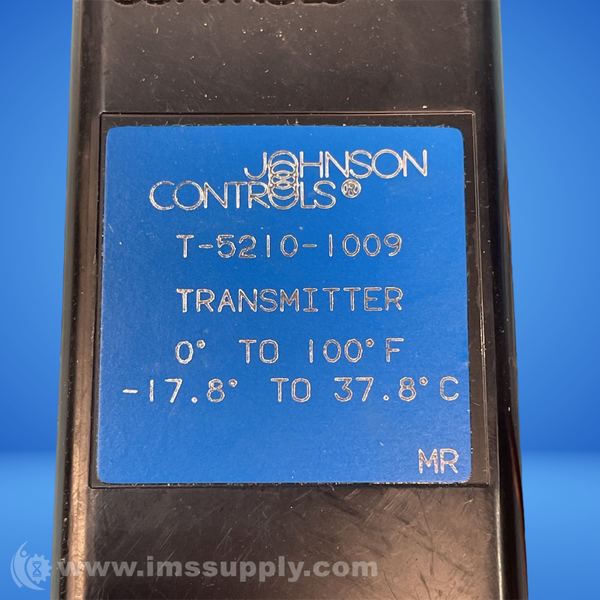 JOHNSON
CONTROLS®
T-5210-1009
TRANSMITTER
0° TO 100°F
-17.8° TO 37.8°C
MR
www.imssupply.com